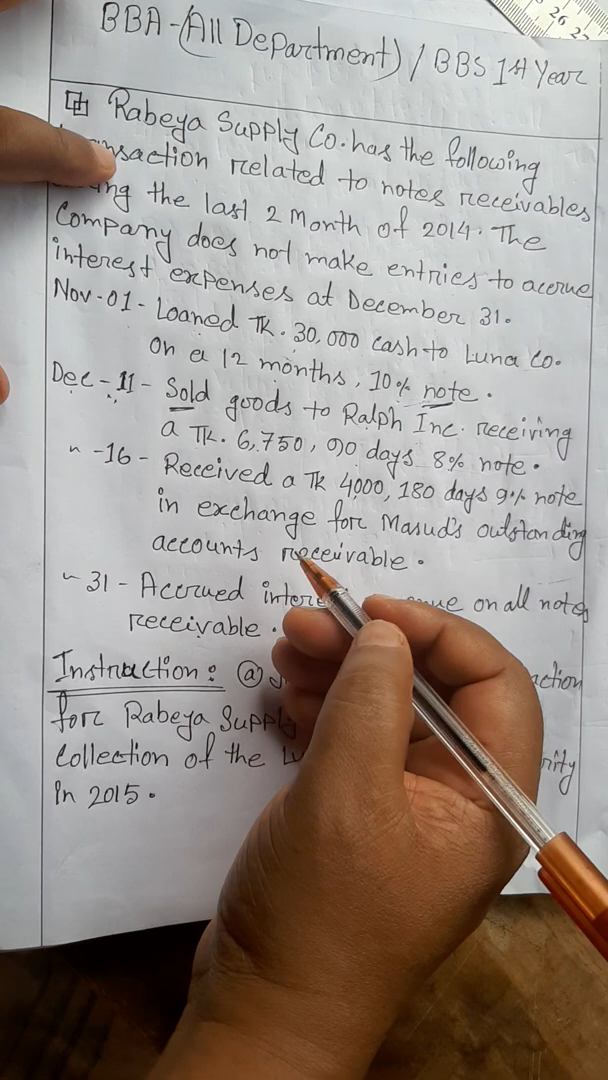 BBA-(All Department)/BBS 1st Year
Rabeya Supply Co. has the following
related to notes receivables
the last 2 Month of 2014. The
Company does not make entries to accrue
interest expenses at December 31.
Nov-01- Loaned Tk. 30,000 cash to Luna Co.
on a 12 months, 10% note.
Dec-11- Sold goods to Ralph Inc. receiving
a Tk. 6,750, 90 days 8% note.
〃 -16- Received a Tk 4000, 180 days 9% note
in exchange for Masud's outstanding
accounts receivable.
〃 31- Accrued on all notes
receivable.
Instruction: (a)
for Rabeya Supply
Collection of the
in 2015.
26